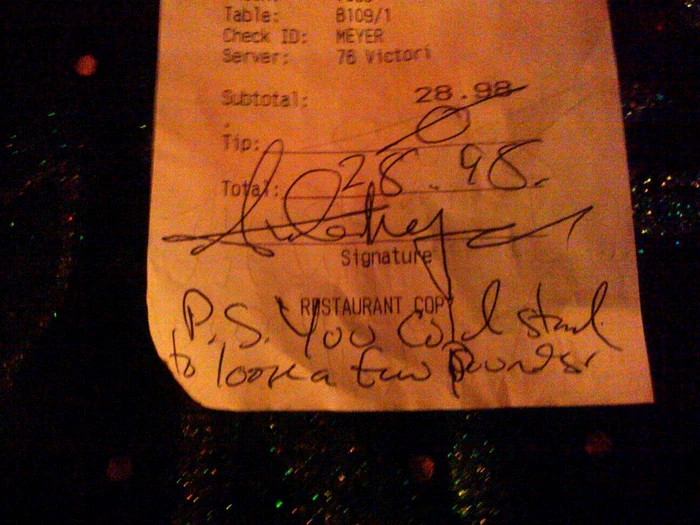 Table: B109/1
Check ID: MEYER
Server: 76 Victori
Subtotal: 28.98
Tip: 0
Total: 28.98.
Signature
RESTAURANT COPY
P.S. You could stand
to loose a few pounds.